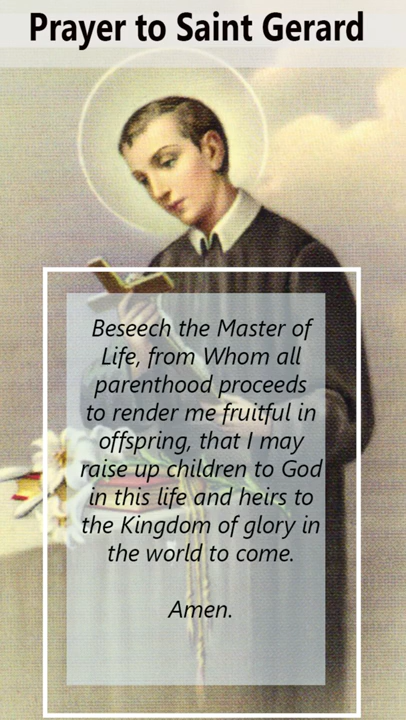 Prayer to Saint Gerard
Beseech the Master of
Life, from Whom all
parenthood proceeds
to render me fruitful in
offspring, that I may
raise up children to God
in this life and heirs to
the Kingdom of glory in
the world to come.
Amen.